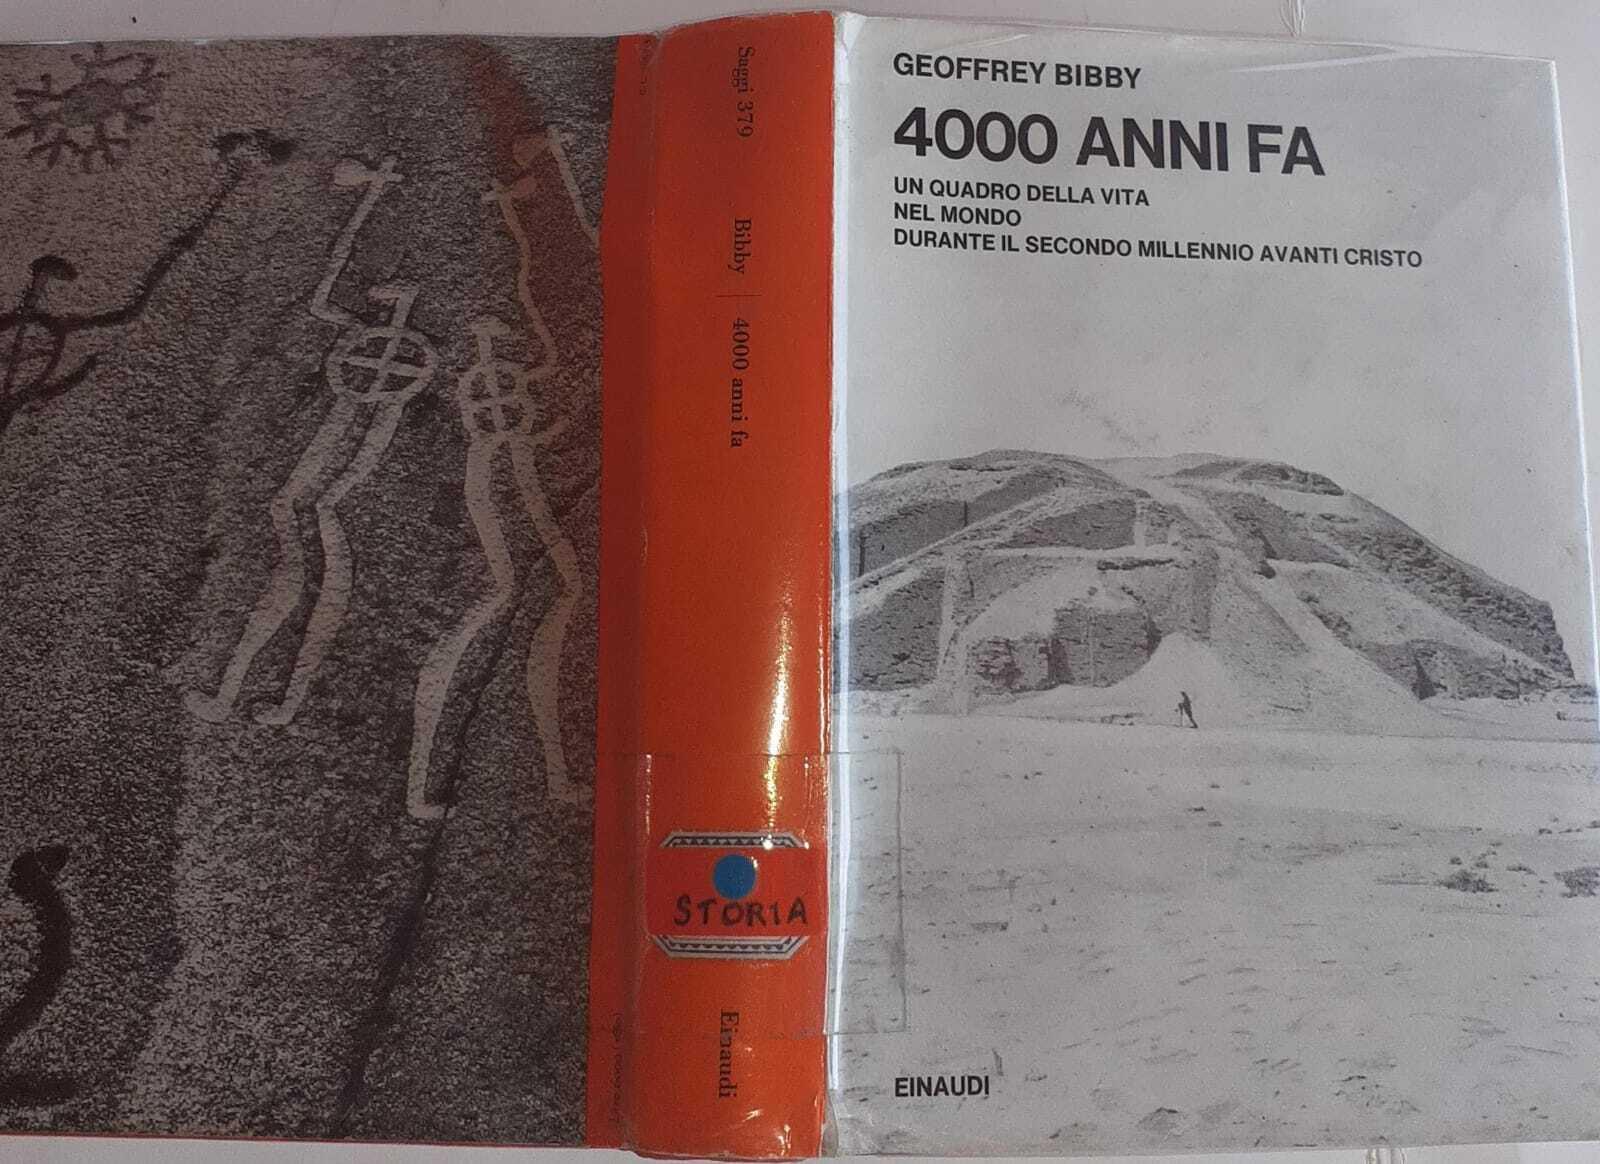 Saggi 379
Bibby | 4000 anni fa
STORIA
Einaudi
GEOFFREY BIBBY
4000 ANNI FA
UN QUADRO DELLA VITA
NEL MONDO
DURANTE IL SECONDO MILLENNIO AVANTI CRISTO
EINAUDI